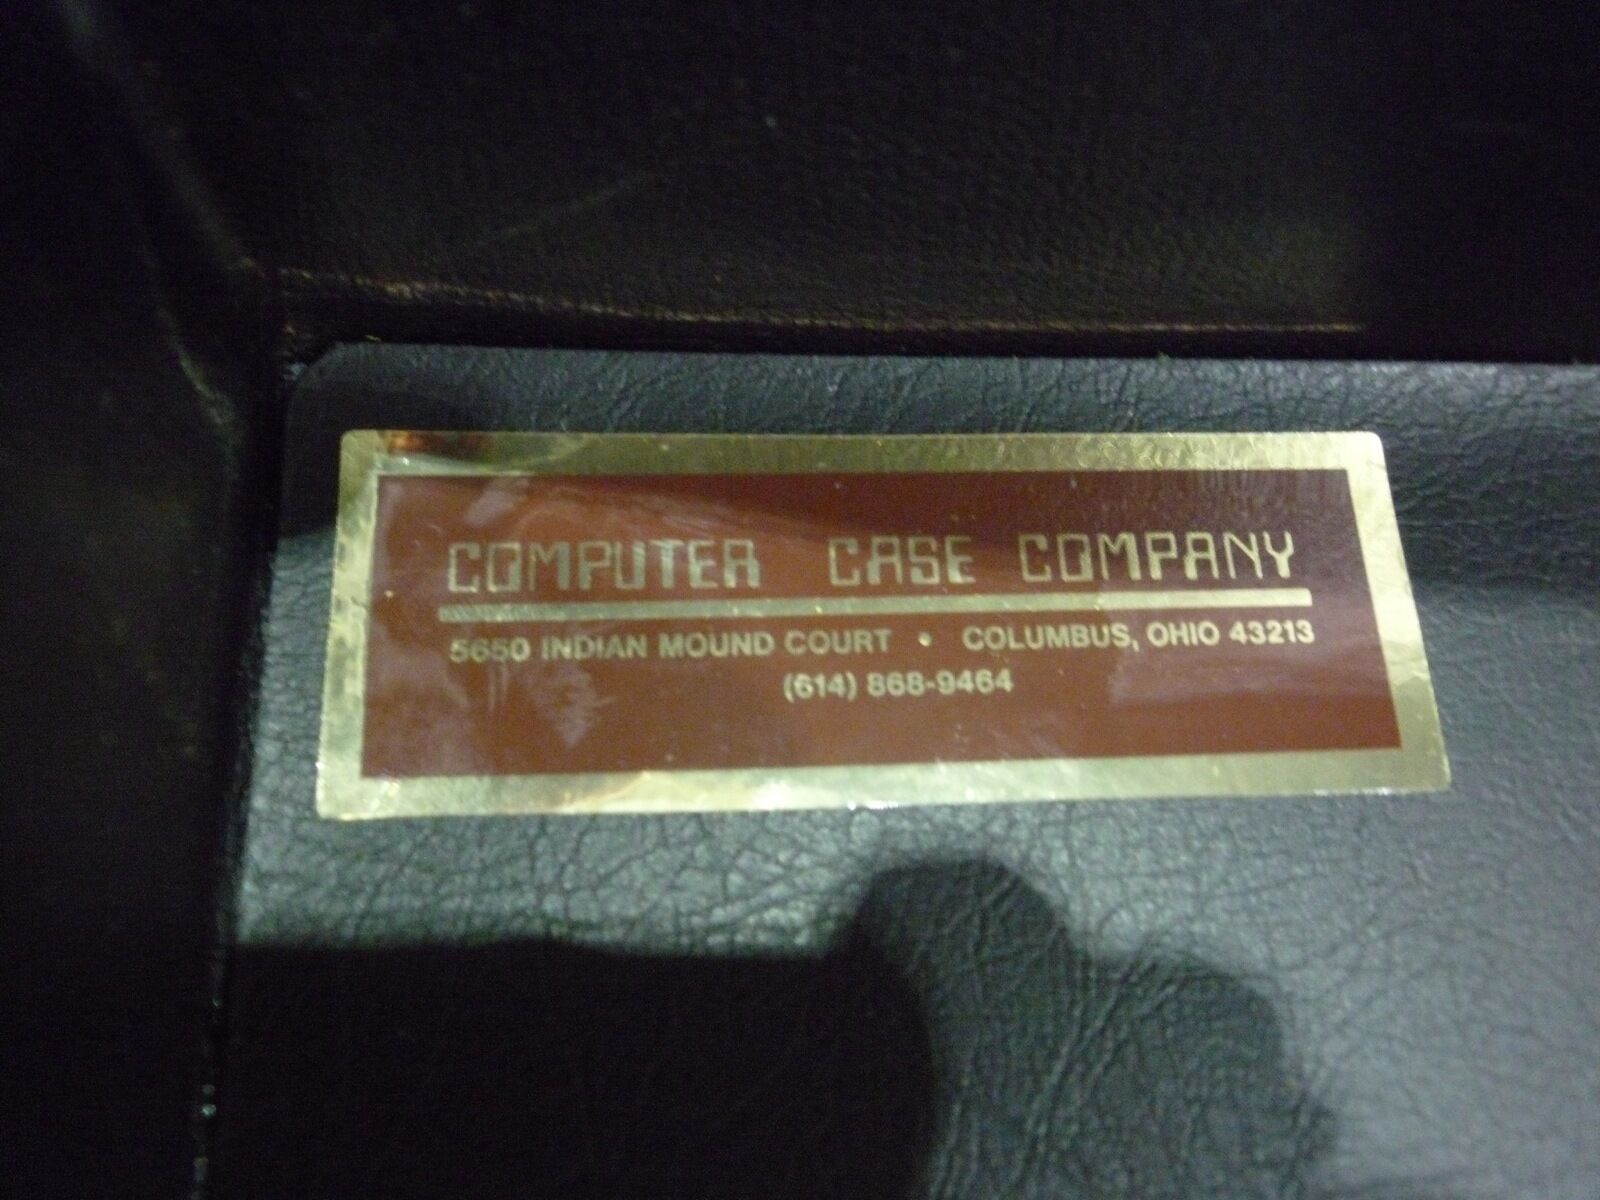 COMPUTER CASE COMPANY
5650 INDIAN MOUND COURT • COLUMBUS, OHIO 43213
(614) 868-9464